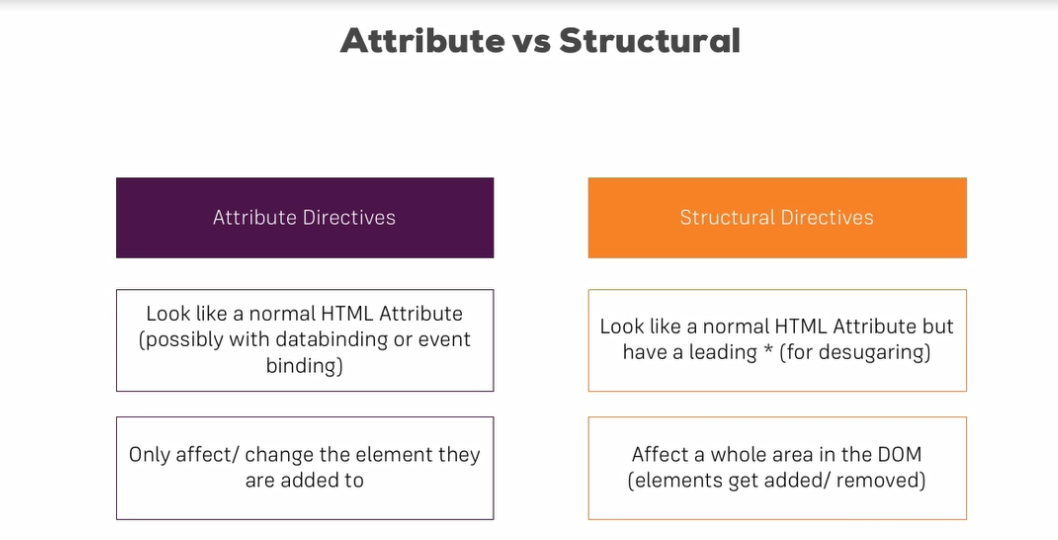 Attribute vs Structural
Attribute Directives
Structural Directives
Look like a normal HTML Attribute
(possibly with databinding or event
binding)
Look like a normal HTML Attribute but
have a leading * (for desugaring)
Only affect/ change the element they
are added to
Affect a whole area in the DOM
(elements get added/ removed)